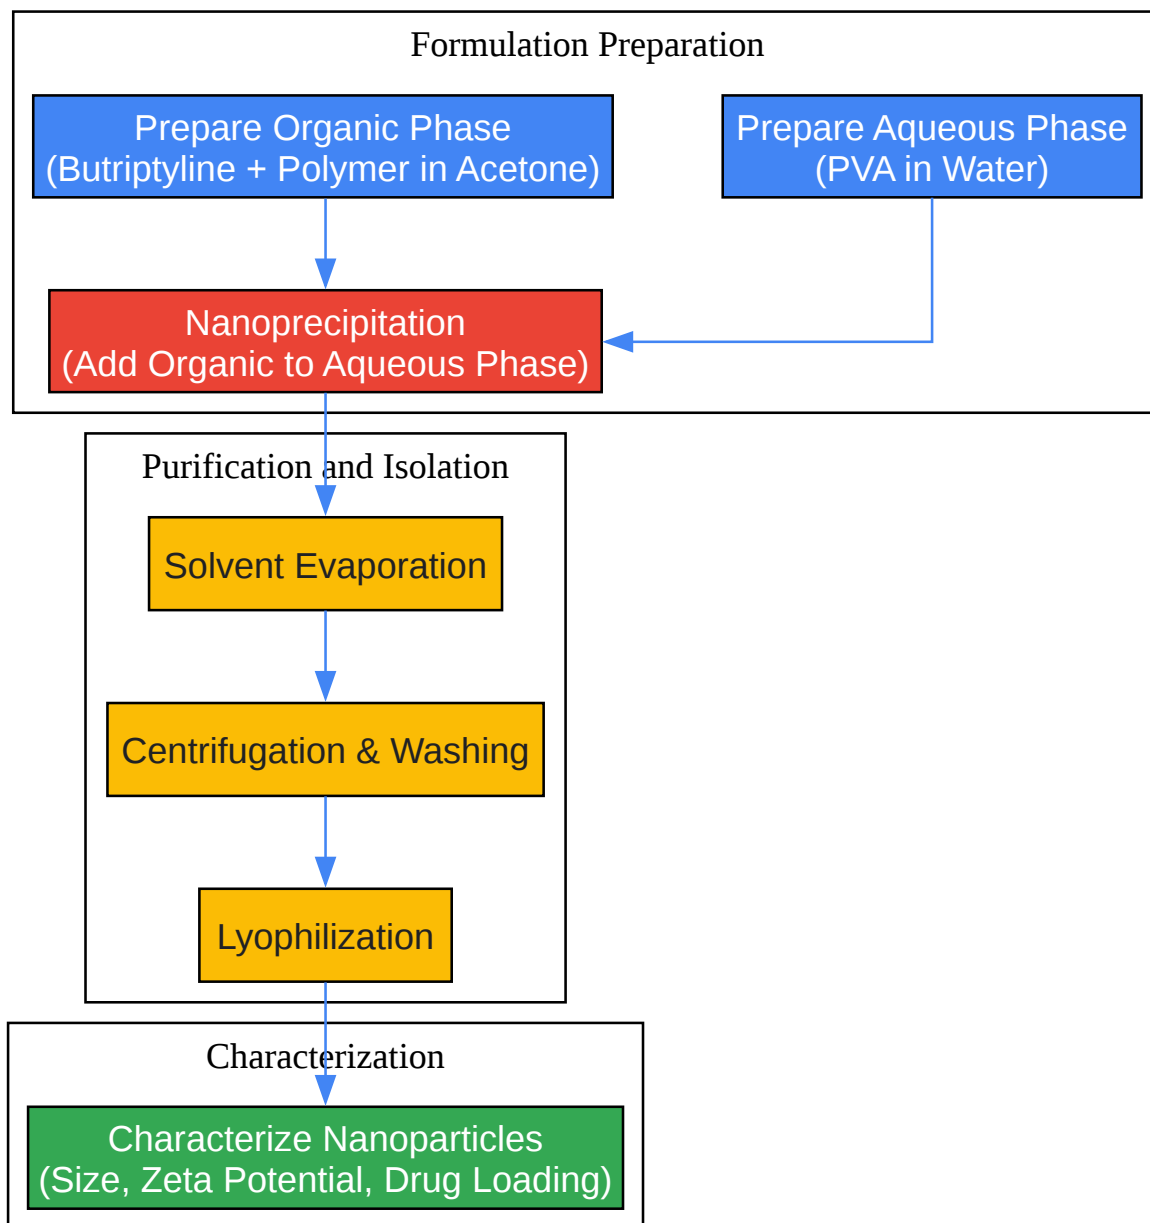 Formulation Preparation
Prepare Organic Phase
(Butriptyline + Polymer in Acetone)
Prepare Aqueous Phase
(PVA in Water)
Nanoprecipitation
(Add Organic to Aqueous Phase)
Purification and Isolation
Solvent Evaporation
Centrifugation & Washing
Lyophilization
Characterization
Characterize Nanoparticles
(Size, Zeta Potential, Drug Loading)